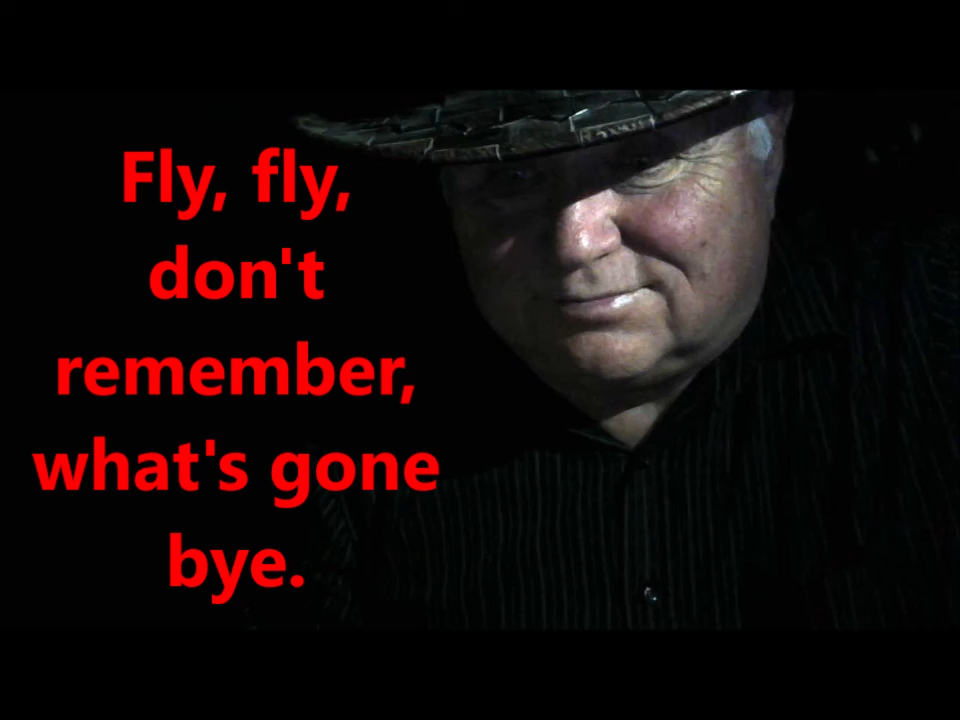 Fly, fly,
don't
remember,
what's gone
bye.